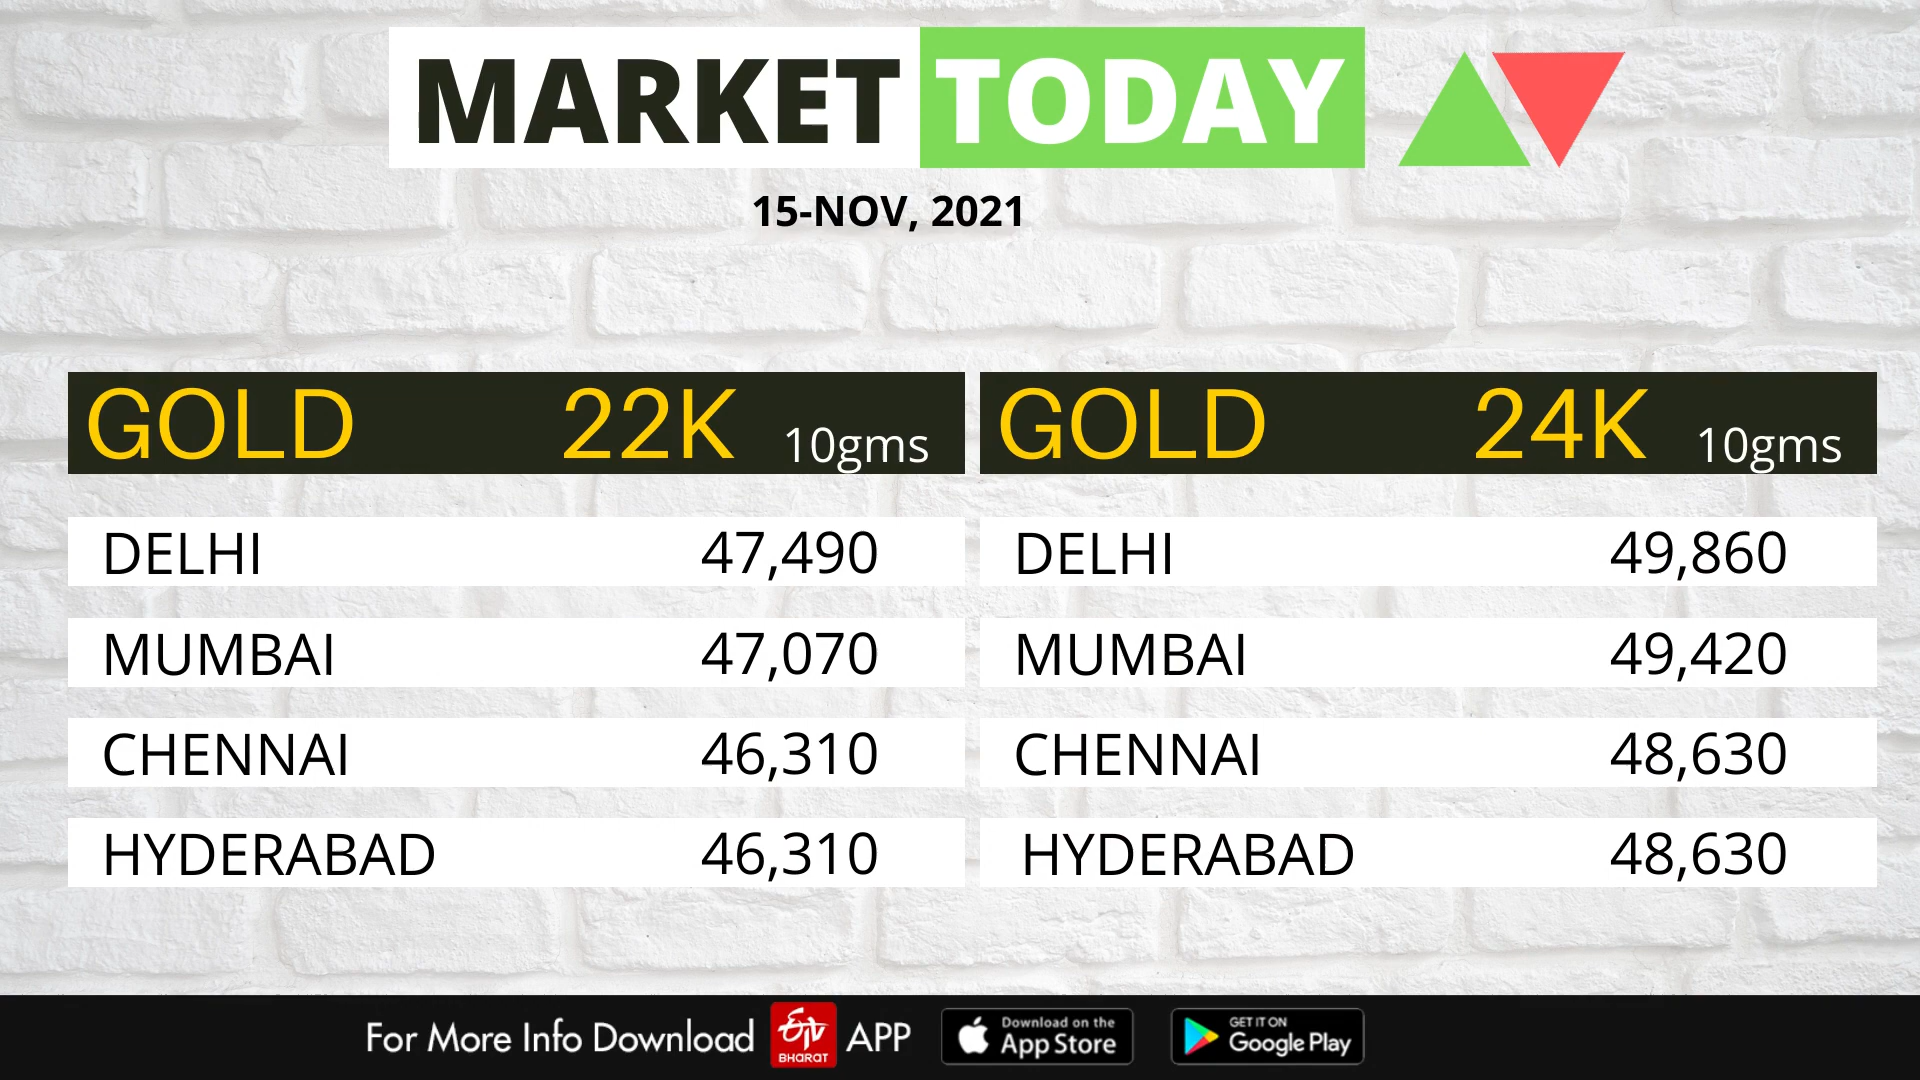 MARKET TODAY
15-NOV, 2021
GOLD 22K 10gms
DELHI 47,490
MUMBAI 47,070
CHENNAI 46,310
HYDERABAD 46,310
GOLD 24K 10gms
DELHI 49,860
MUMBAI 49,420
CHENNAI 48,630
HYDERABAD 48,630
For More Info Download ETV BHARAT APP
Download on the
App Store
GET IT ON
Google Play